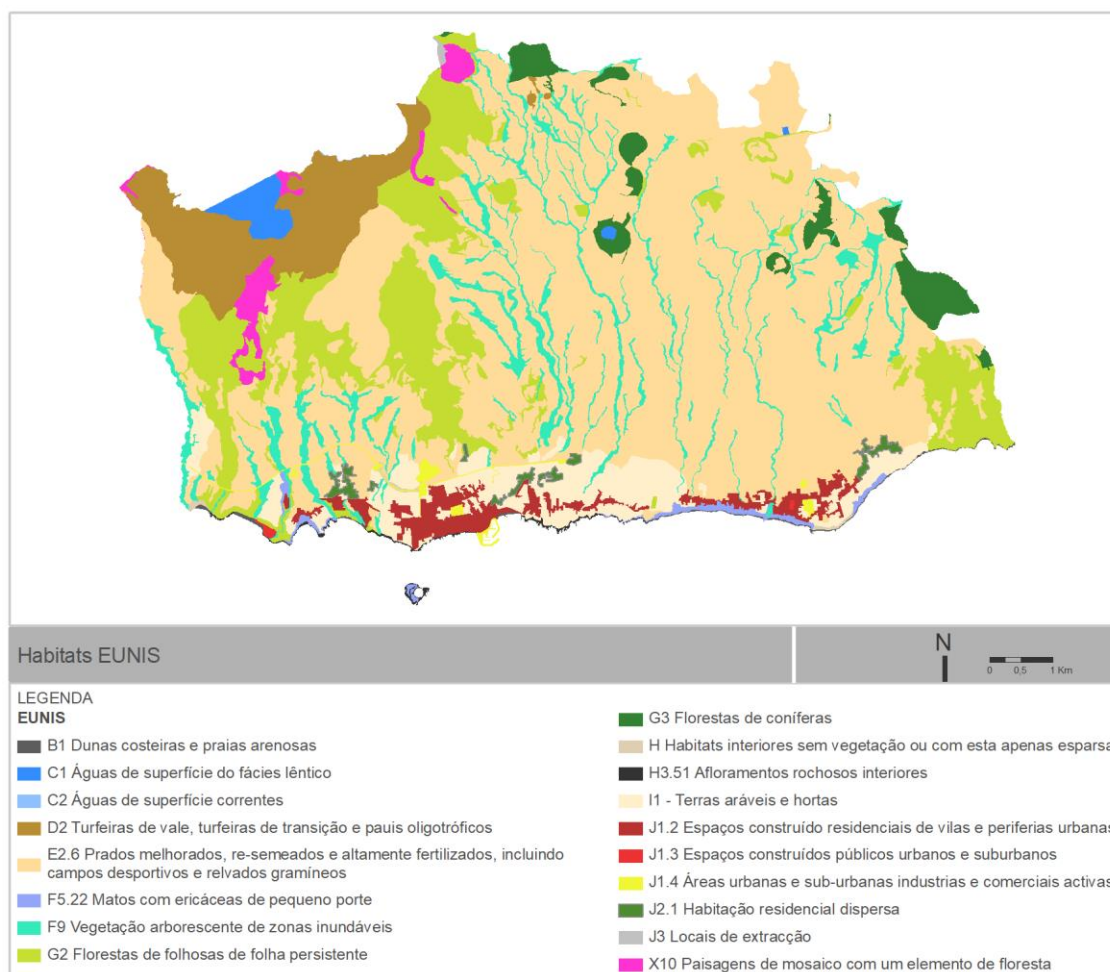 Habitats EUNIS
N
0 0,5 1 Km
LEGENDA
EUNIS
B1 Dunas costeiras e praias arenosas
C1 Águas de superfície do fácies lêntico
C2 Águas de superfície correntes
D2 Turfeiras de vale, turfeiras de transição e pauis oligotróficos
E2.6 Prados melhorados, re-semeados e altamente fertilizados, incluindo
campos desportivos e relvados gramíneos
F5.22 Matos com ericáceas de pequeno porte
F9 Vegetação arborescente de zonas inundáveis
G2 Florestas de folhosas de folha persistente
G3 Florestas de coníferas
H Habitats interiores sem vegetação ou com esta apenas esparsa
H3.51 Afloramentos rochosos interiores
I1 - Terras aráveis e hortas
J1.2 Espaços construído residenciais de vilas e periferias urbanas
J1.3 Espaços construídos públicos urbanos e suburbanos
J1.4 Áreas urbanas e sub-urbanas industrias e comerciais activas
J2.1 Habitação residencial dispersa
J3 Locais de extracção
X10 Paisagens de mosaico com um elemento de floresta